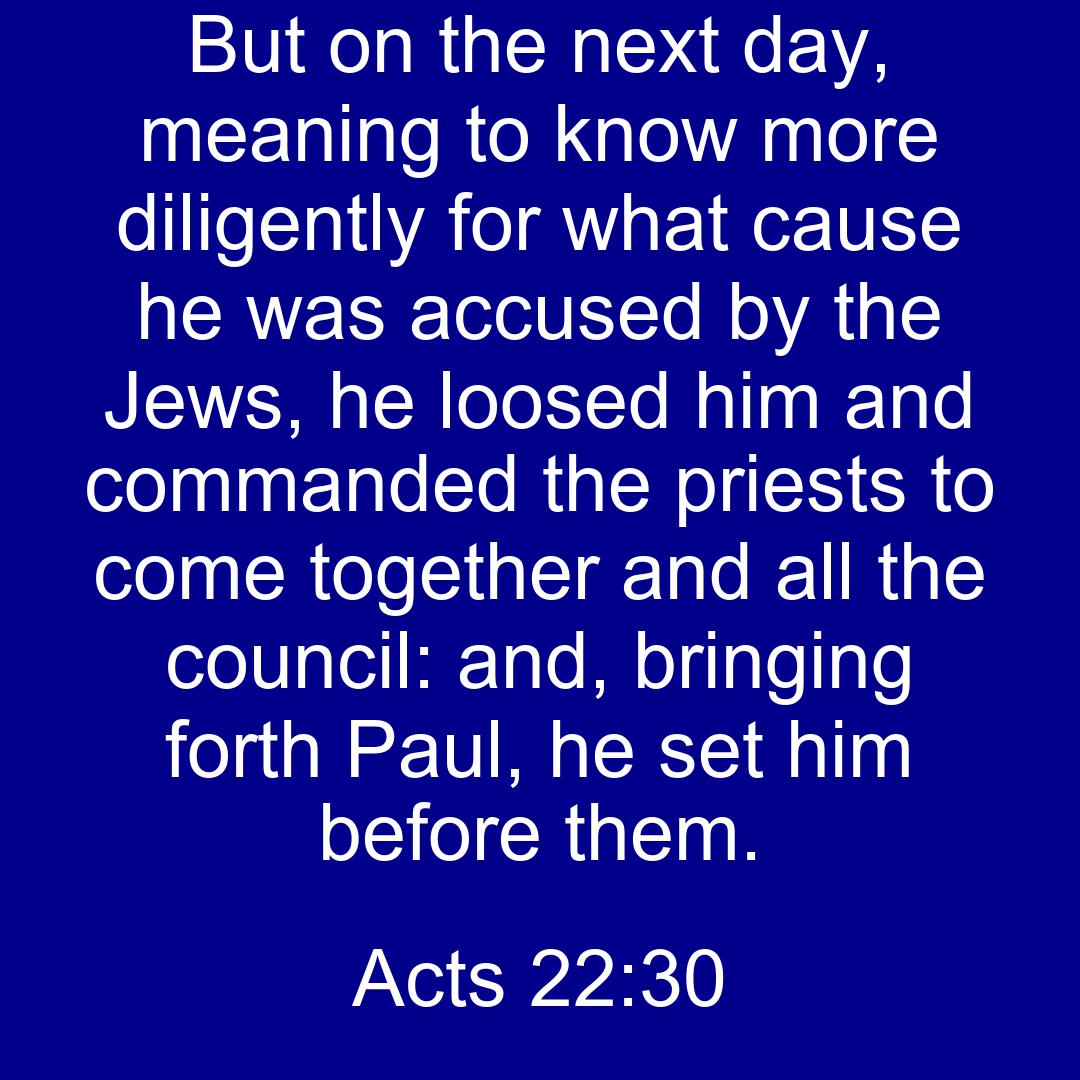 But on the next day,
meaning to know more
diligently for what cause
he was accused by the
Jews, he loosed him and
commanded the priests to
come together and all the
council: and, bringing
forth Paul, he set him
before them.
Acts 22:30